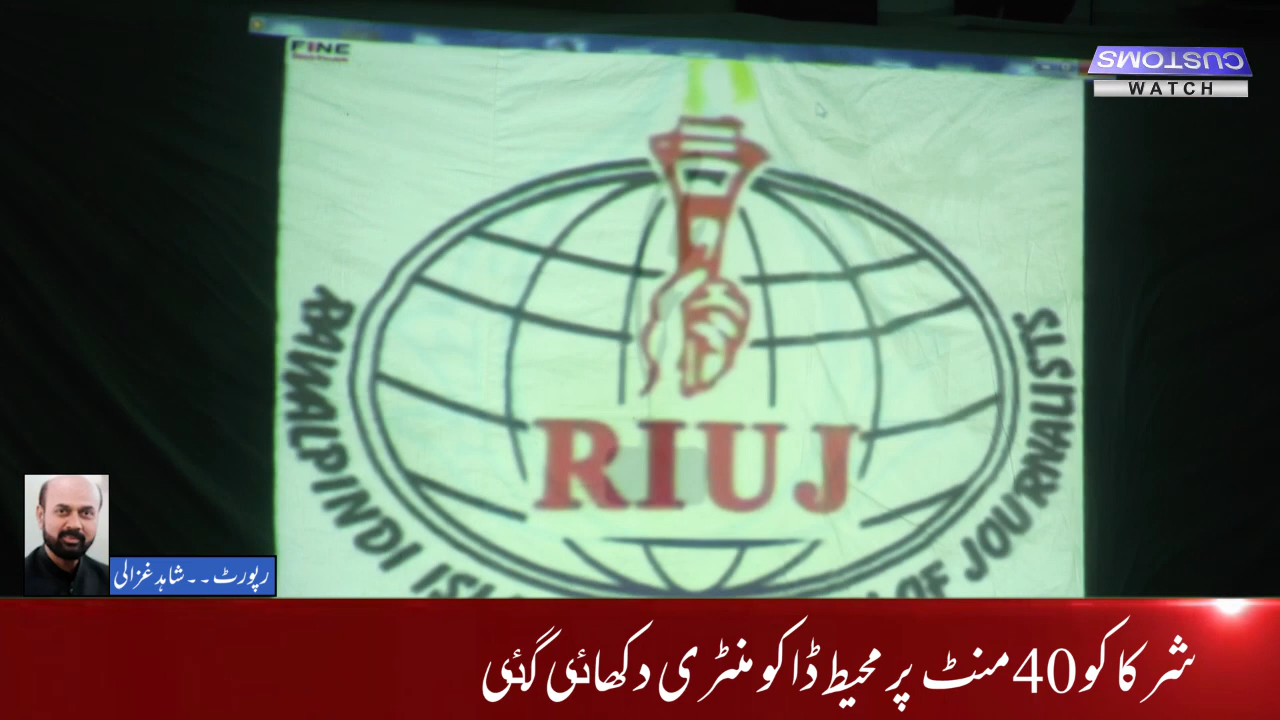 FINE
CUSTOMS
WATCH
RAWALPINDI ISL OF JOURNALISTS
RIUJ
رپورٹ۔۔شاہد غزالی
شرکا کو 40 منٹ پر محیط ڈاکومنٹری دکھائی گئی